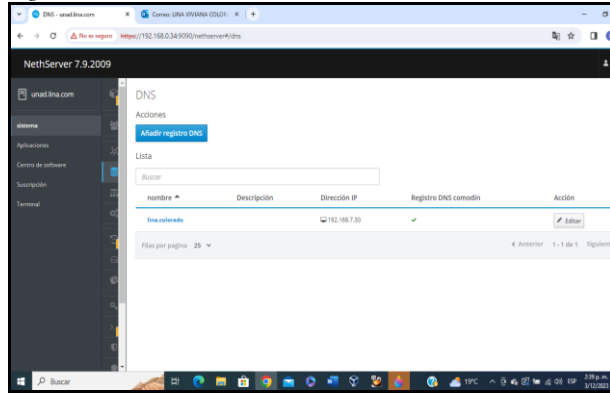 DNS - unad.lina.com
Correo: LINA VIVIANA COLO
No es seguro https://192.168.0.34:9090/nethserver#/dns
NethServer 7.9.2009
unad.lina.com
sistema
Aplicaciones
Centro de software
Suscripción
Terminal
DNS
Acciones
Añadir registro DNS
Lista
Buscar
nombre Descripción Dirección IP Registro DNS comodín Acción
lina.colorado 192.168.7.30 Editar
Filas por pagina 25 Anterior 1 - 1 de 1 Siguient
Buscar 19°C ESP 2:39 p. m.
3/12/2023